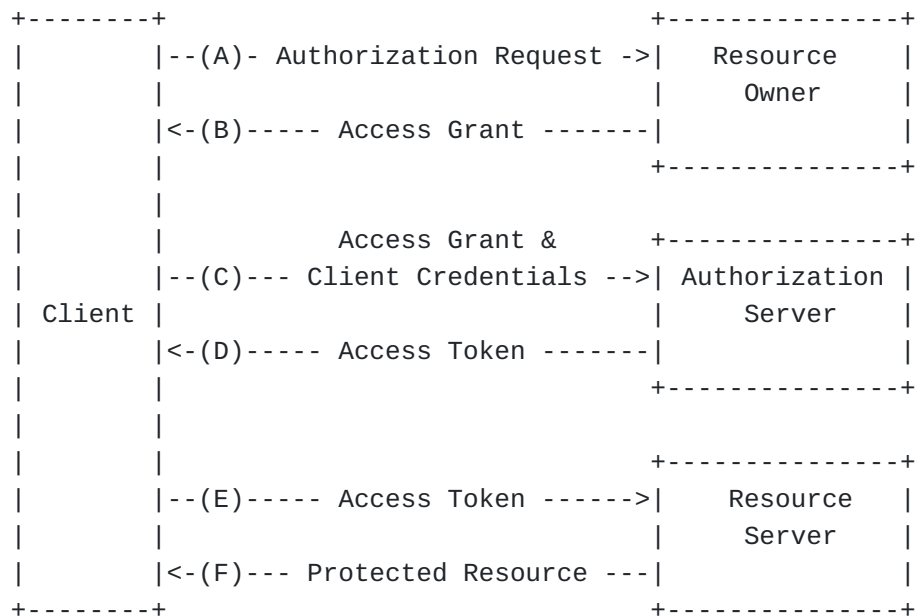 +--------+                               +---------------+
|        |--(A)- Authorization Request ->|   Resource    |
|        |                               |     Owner     |
|        |<-(B)----- Access Grant -------|               |
|        |                               +---------------+
|        |
|        |           Access Grant &      +---------------+
|        |--(C)--- Client Credentials -->| Authorization |
| Client |                               |     Server    |
|        |<-(D)----- Access Token -------|               |
|        |                               +---------------+
|        |
|        |                               +---------------+
|        |--(E)----- Access Token ------>|    Resource   |
|        |                               |     Server    |
|        |<-(F)--- Protected Resource ---|               |
+--------+                               +---------------+